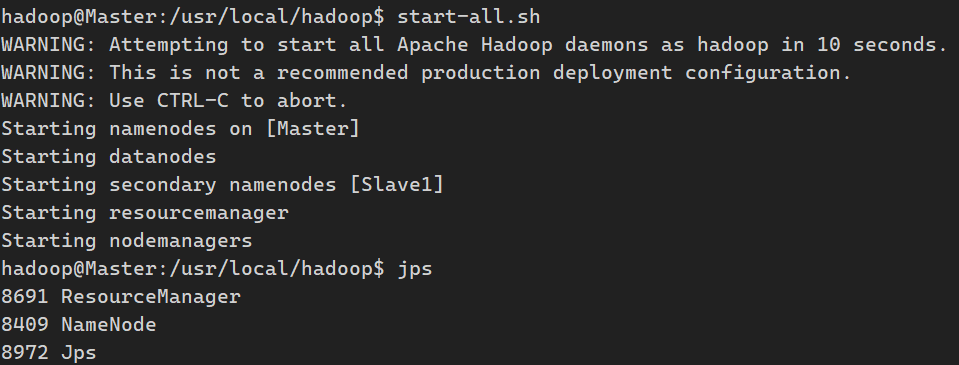 hadoop@Master:/usr/local/hadoop$ start-all.sh
WARNING: Attempting to start all Apache Hadoop daemons as hadoop in 10 seconds.
WARNING: This is not a recommended production deployment configuration.
WARNING: Use CTRL-C to abort.
Starting namenodes on [Master]
Starting datanodes
Starting secondary namenodes [Slave1]
Starting resourcemanager
Starting nodemanagers
hadoop@Master:/usr/local/hadoop$ jps
8691 ResourceManager
8409 NameNode
8972 Jps